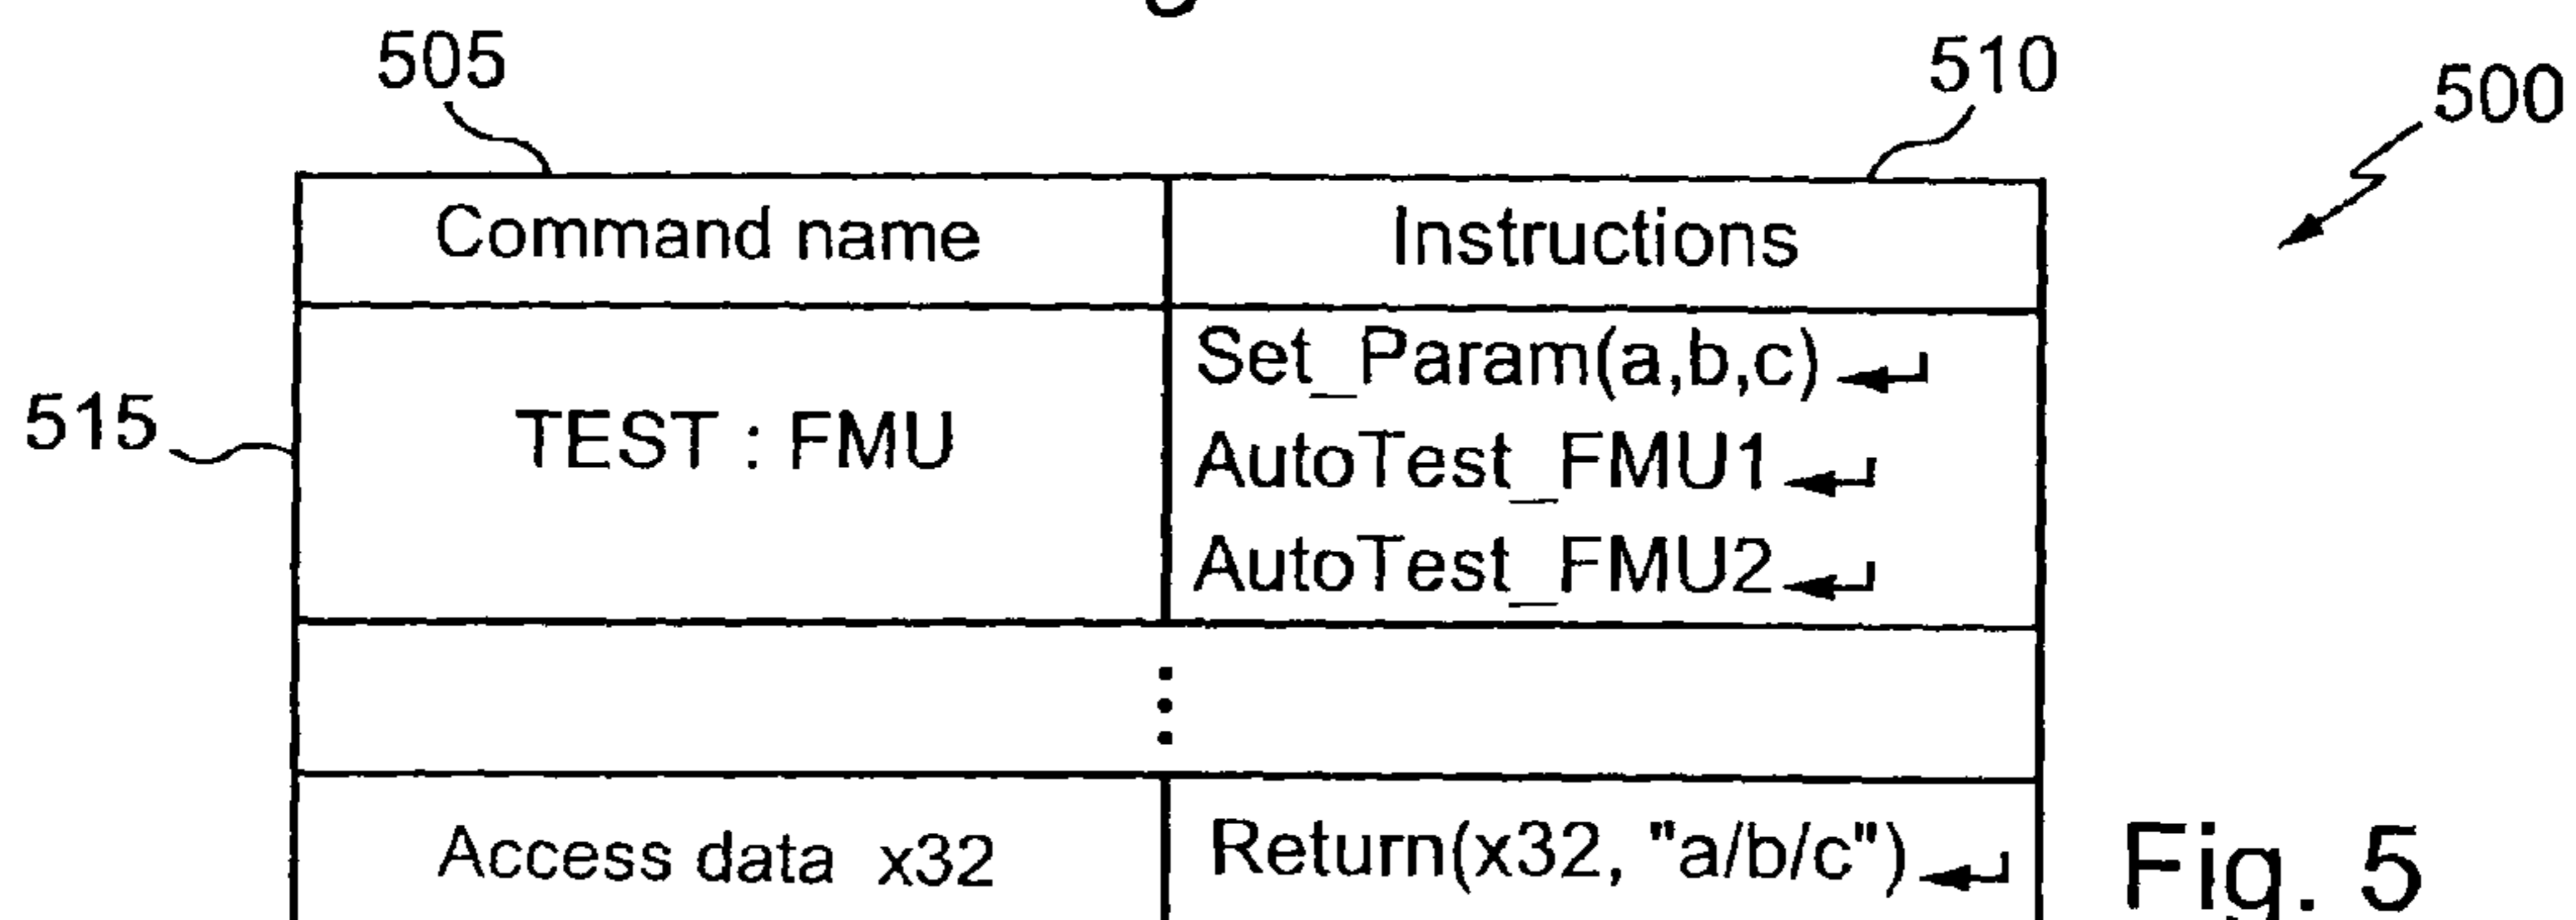 505
510
500
Command name
Instructions
515
TEST : FMU
Set_Param(a,b,c)
AutoTest_FMU1
AutoTest_FMU2
Access data x32
Return(x32, "a/b/c")
Fig. 5